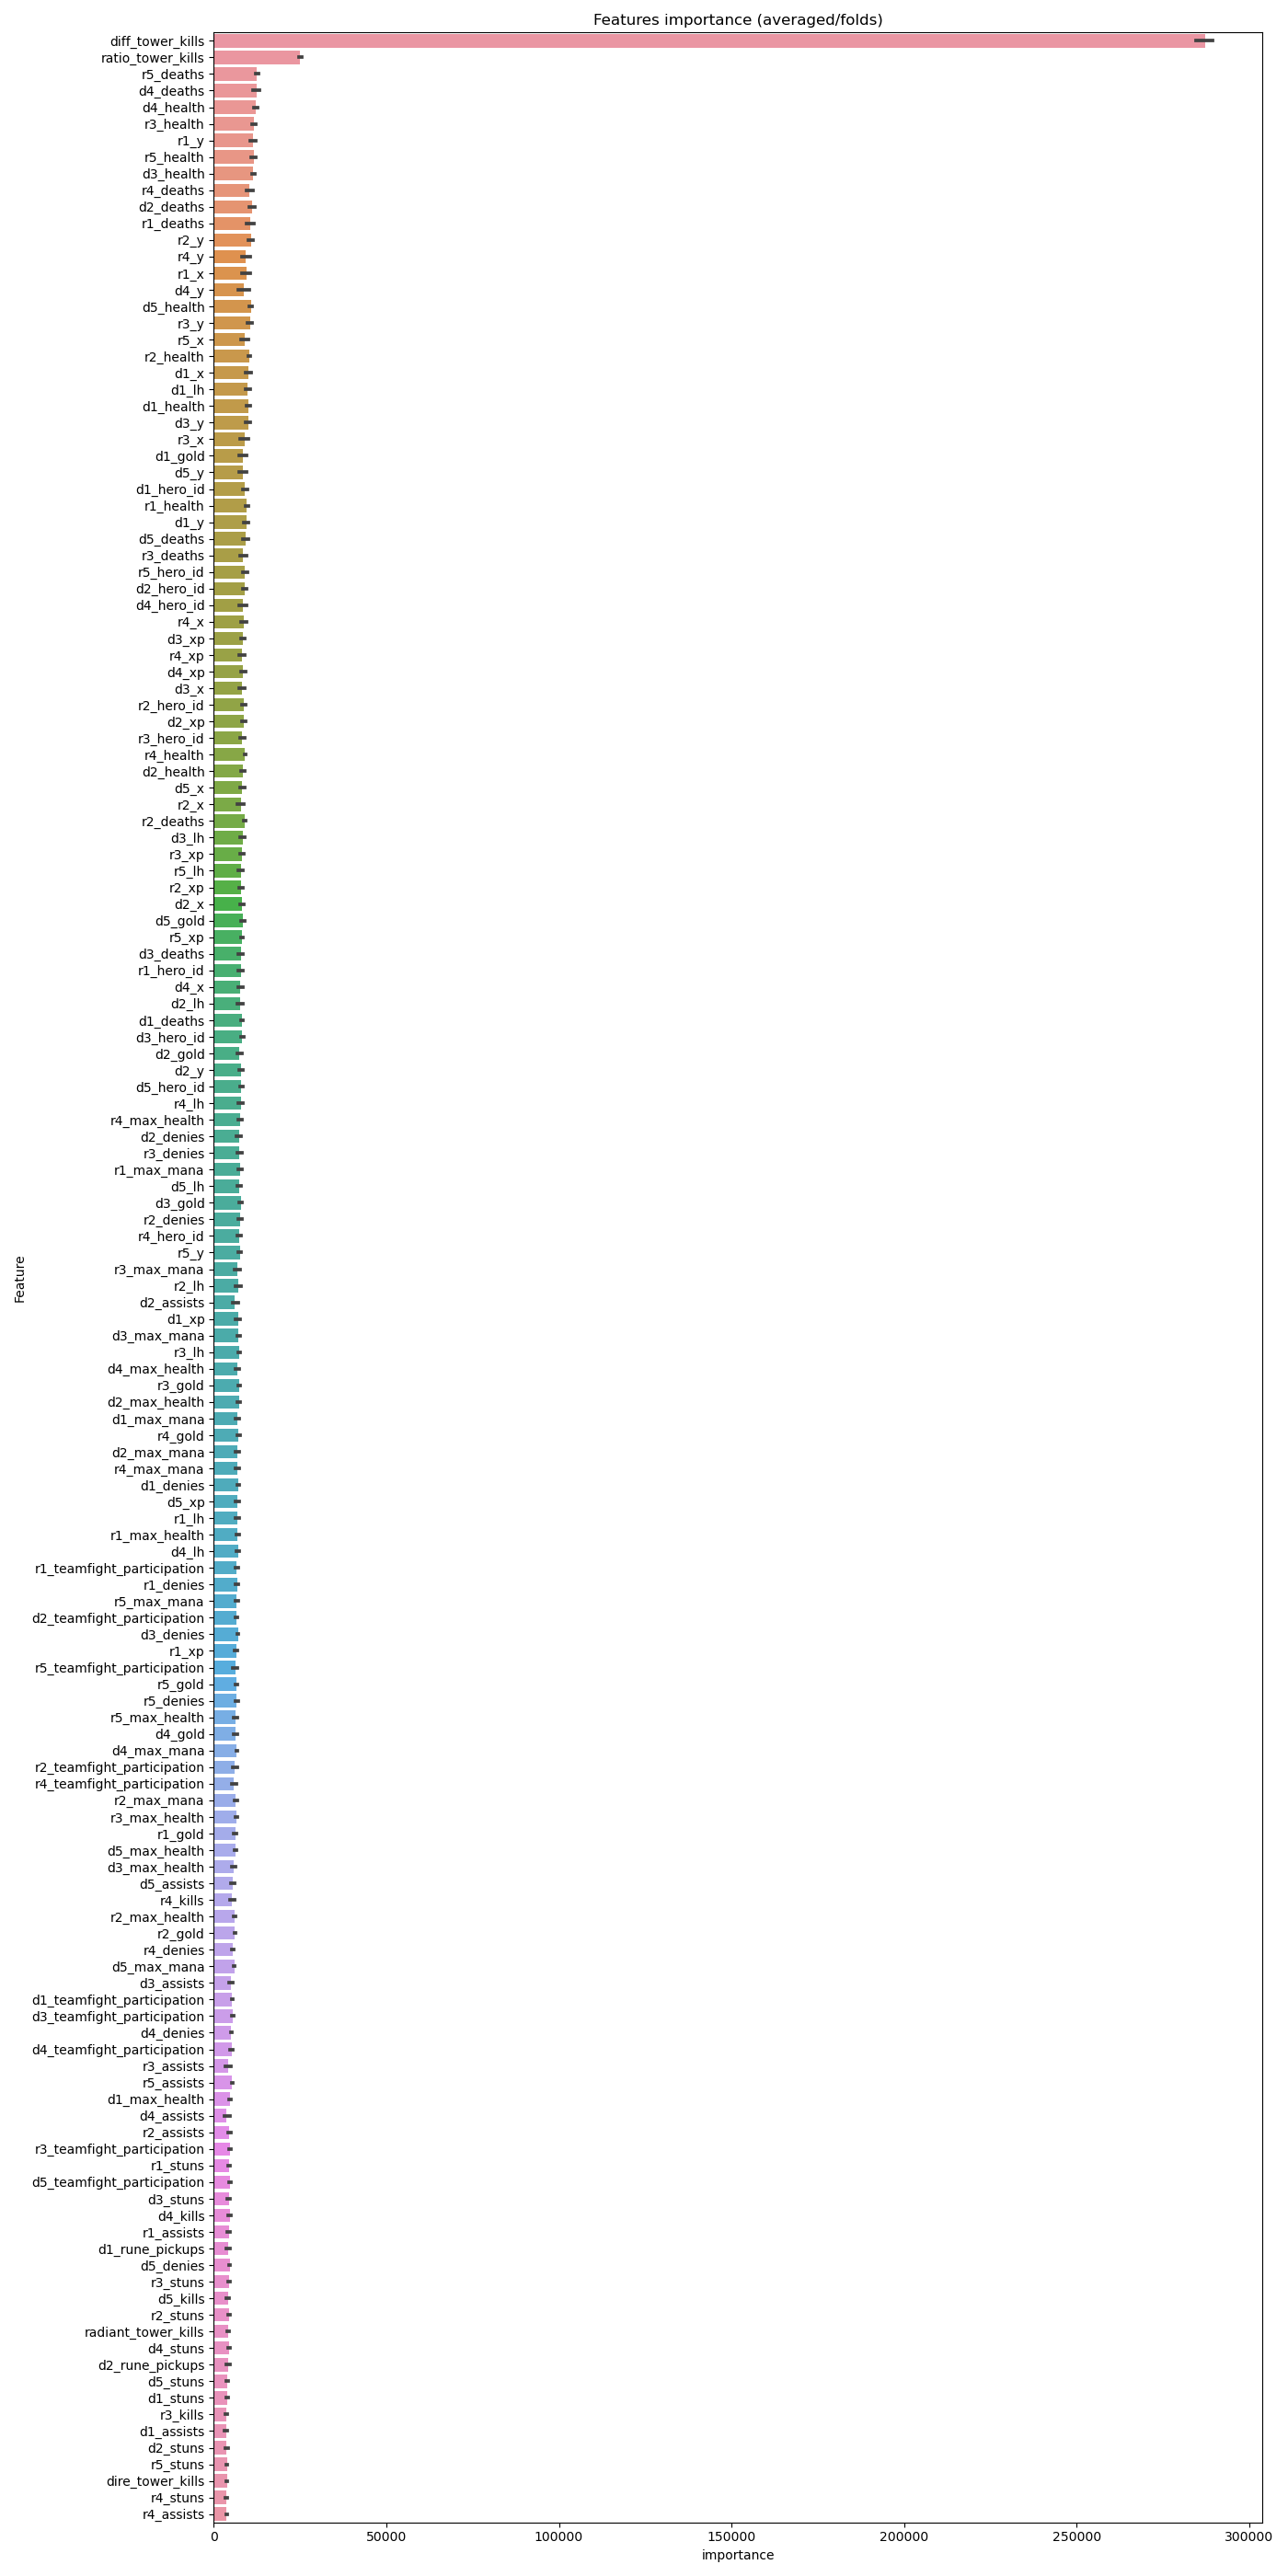 Features importance (averaged/folds)
diff_tower_kills
ratio_tower_kills
r5_deaths
d4_deaths
d4_health
r3_health
r1_y
r5_health
d3_health
r4_deaths
d2_deaths
r1_deaths
r2_y
r4_y
r1_x
d4_y
d5_health
r3_y
r5_x
r2_health
d1_x
d1_lh
d1_health
d3_y
r3_x
d1_gold
d5_y
d1_hero_id
r1_health
d1_y
d5_deaths
r3_deaths
r5_hero_id
d2_hero_id
d4_hero_id
r4_x
d3_xp
r4_xp
d4_xp
d3_x
r2_hero_id
d2_xp
r3_hero_id
r4_health
d2_health
d5_x
r2_x
r2_deaths
d3_lh
r3_xp
r5_lh
r2_xp
d2_x
d5_gold
r5_xp
d3_deaths
r1_hero_id
d4_x
d2_lh
d1_deaths
d3_hero_id
d2_gold
d2_y
d5_hero_id
r4_lh
r4_max_health
d2_denies
r3_denies
r1_max_mana
d5_lh
d3_gold
r2_denies
r4_hero_id
r5_y
r3_max_mana
r2_lh
d2_assists
d1_xp
d3_max_mana
r3_lh
d4_max_health
r3_gold
d2_max_health
d1_max_mana
r4_gold
d2_max_mana
r4_max_mana
d1_denies
d5_xp
r1_lh
r1_max_health
d4_lh
r1_teamfight_participation
r1_denies
r5_max_mana
d2_teamfight_participation
d3_denies
r1_xp
r5_teamfight_participation
r5_gold
r5_denies
r5_max_health
d4_gold
d4_max_mana
r2_teamfight_participation
r4_teamfight_participation
r2_max_mana
r3_max_health
r1_gold
d5_max_health
d3_max_health
d5_assists
r4_kills
r2_max_health
r2_gold
r4_denies
d5_max_mana
d3_assists
d1_teamfight_participation
d3_teamfight_participation
d4_denies
d4_teamfight_participation
r3_assists
r5_assists
d1_max_health
d4_assists
r2_assists
r3_teamfight_participation
r1_stuns
d5_teamfight_participation
d3_stuns
d4_kills
r1_assists
d1_rune_pickups
d5_denies
r3_stuns
d5_kills
r2_stuns
radiant_tower_kills
d4_stuns
d2_rune_pickups
d5_stuns
d1_stuns
r3_kills
d1_assists
d2_stuns
r5_stuns
dire_tower_kills
r4_stuns
r4_assists
Feature
0 50000 100000 150000 200000 250000 300000
importance